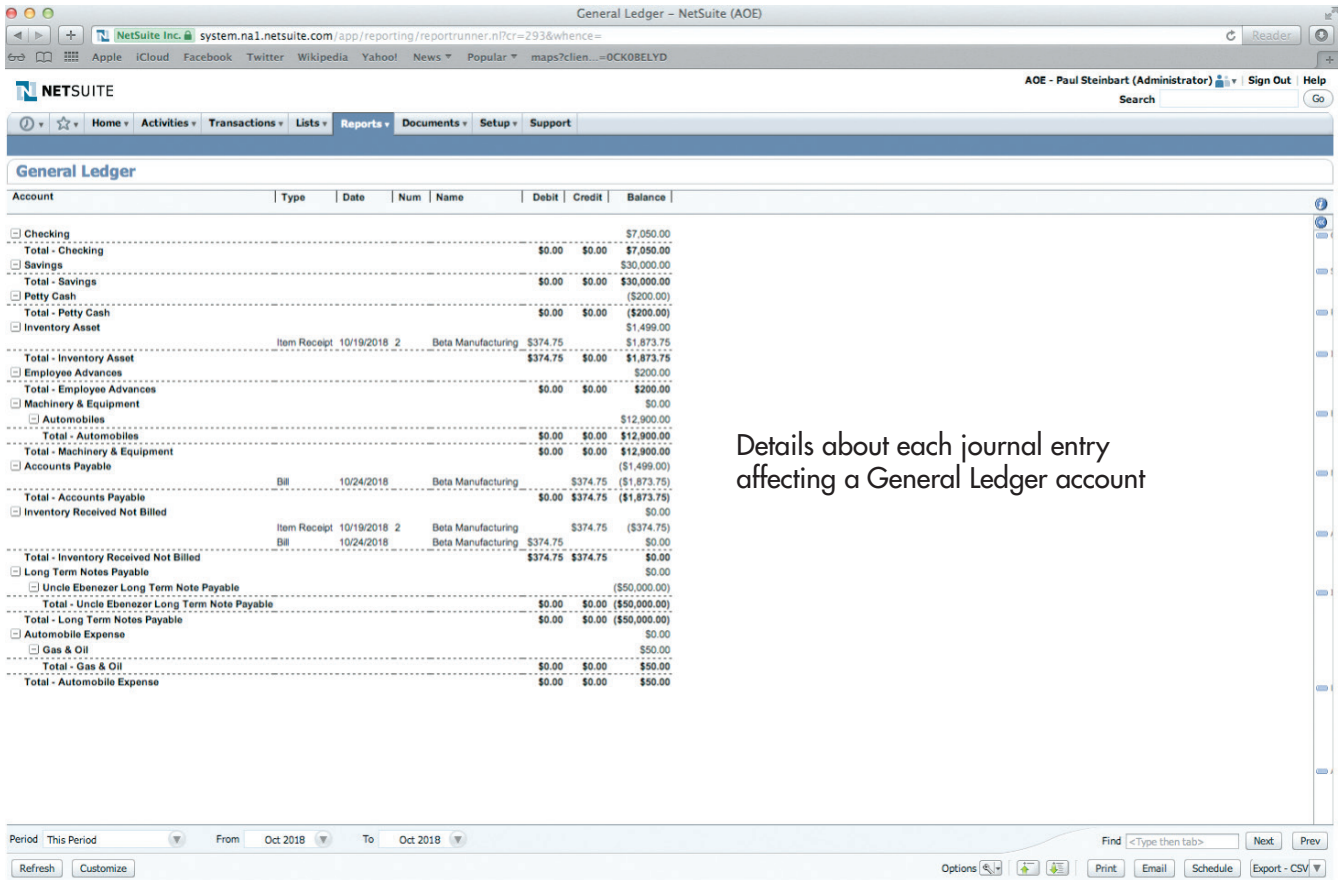 General Ledger – NetSuite (AOE)
NetSuite Inc. system.na1.netsuite.com/app/reporting/reportrunner.nl?cr=293&whence= Reader
Apple iCloud Facebook Twitter Wikipedia Yahoo! News Popular maps?clien...=0CK08ELYD
NETSUITE
AOE - Paul Steinbart (Administrator) Sign Out Help
Search Go
Home Activities Transactions Lists Reports Documents Setup Support
General Ledger
Account Type Date Num Name Debit Credit Balance
Checking $7,050.00
Total - Checking $0.00 $0.00 $7,050.00
Savings $30,000.00
Total - Savings $0.00 $0.00 $30,000.00
Petty Cash ($200.00)
Total - Petty Cash $0.00 $0.00 ($200.00)
Inventory Asset $1,499.00
Item Receipt 10/19/2018 2 Beta Manufacturing $374.75 $1,873.75
Total - Inventory Asset $374.75 $0.00 $1,873.75
Employee Advances $200.00
Total - Employee Advances $0.00 $0.00 $200.00
Machinery & Equipment $0.00
Automobiles $12,900.00
Total - Automobiles $0.00 $0.00 $12,900.00
Total - Machinery & Equipment $0.00 $0.00 $12,900.00
Accounts Payable ($1,499.00)
Bill 10/24/2018 Beta Manufacturing $374.75 ($1,873.75)
Total - Accounts Payable $0.00 $374.75 ($1,873.75)
Inventory Received Not Billed $0.00
Item Receipt 10/19/2018 2 Beta Manufacturing $374.75 ($374.75)
Bill 10/24/2018 Beta Manufacturing $374.75 $0.00
Total - Inventory Received Not Billed $374.75 $374.75 $0.00
Long Term Notes Payable $0.00
Uncle Ebenezer Long Term Note Payable ($50,000.00)
Total - Uncle Ebenezer Long Term Note Payable $0.00 $0.00 ($50,000.00)
Total - Long Term Notes Payable $0.00 $0.00 ($50,000.00)
Automobile Expense $0.00
Gas & Oil $50.00
Total - Gas & Oil $0.00 $0.00 $50.00
Total - Automobile Expense $0.00 $0.00 $50.00
Details about each journal entry
affecting a General Ledger account
Period This Period From Oct 2018 To Oct 2018 Find <Type then tab> Next Prev
Refresh Customize Options Print Email Schedule Export - CSV